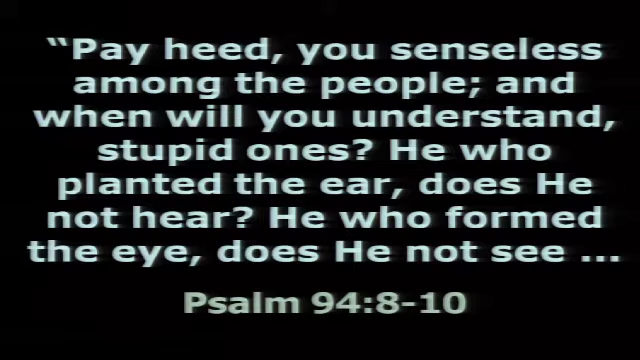 “Pay heed, you senseless
among the people; and
when will you understand,
stupid ones? He who
planted the ear, does He
not hear? He who formed
the eye, does He not see ...
Psalm 94:8-10